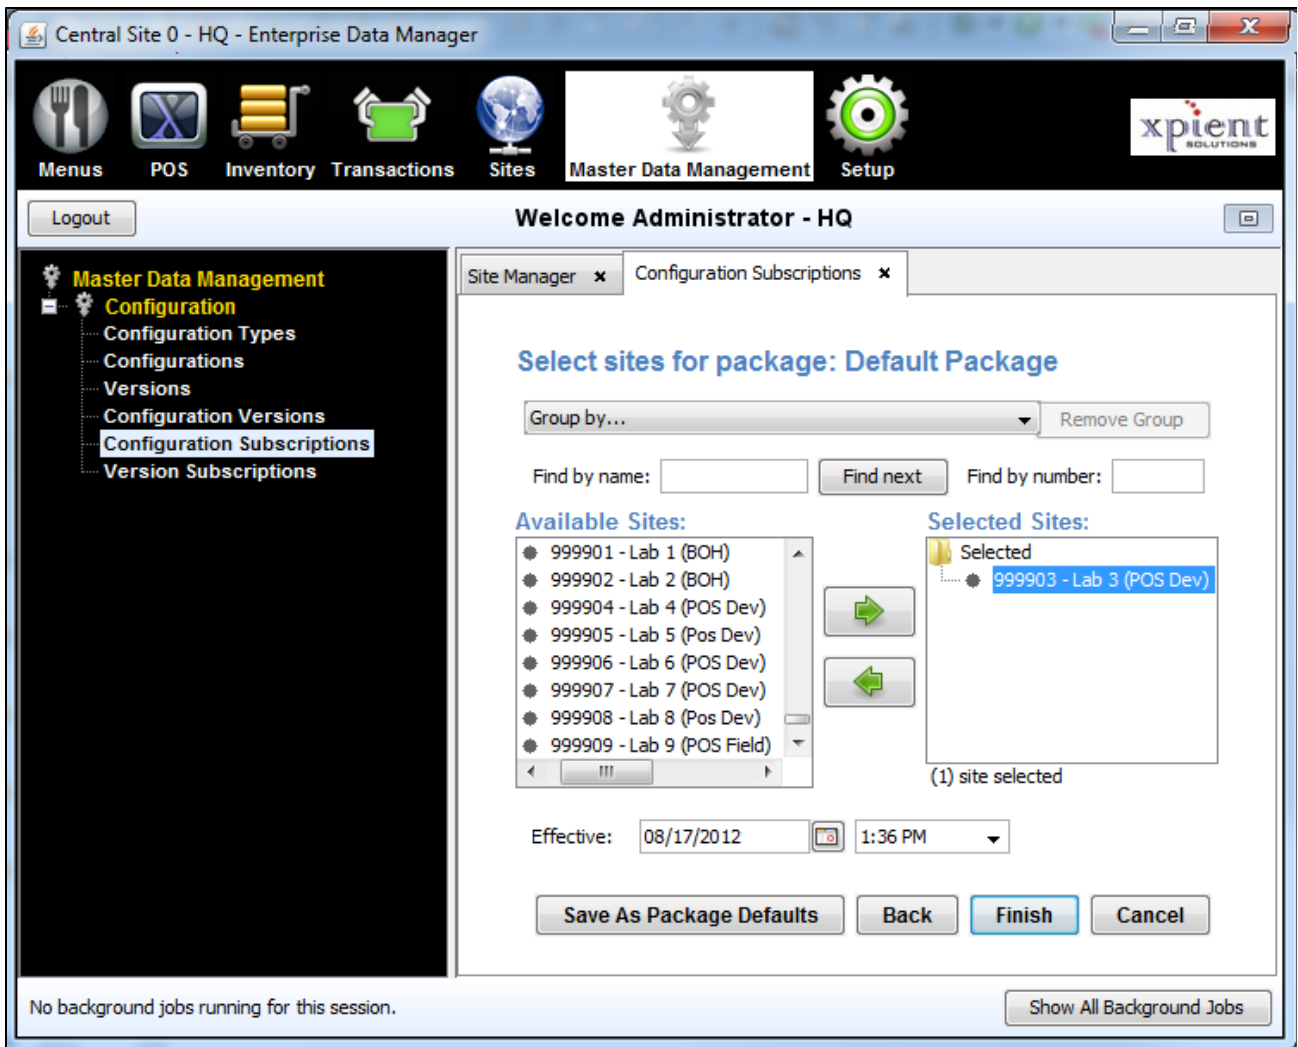 Central Site 0 - HQ - Enterprise Data Manager
Menus POS Inventory Transactions Sites Master Data Management Setup
xpient
SOLUTIONS
Logout
Welcome Administrator - HQ
Master Data Management
Configuration
Configuration Types
Configurations
Versions
Configuration Versions
Configuration Subscriptions
Version Subscriptions
Site Manager
Configuration Subscriptions
Select sites for package: Default Package
Group by...
Remove Group
Find by name:
Find next
Find by number:
Available Sites:
999901 - Lab 1 (BOH)
999902 - Lab 2 (BOH)
999904 - Lab 4 (POS Dev)
999905 - Lab 5 (Pos Dev)
999906 - Lab 6 (POS Dev)
999907 - Lab 7 (POS Dev)
999908 - Lab 8 (Pos Dev)
999909 - Lab 9 (POS Field)
Selected Sites:
Selected
999903 - Lab 3 (POS Dev)
(1) site selected
Effective:
08/17/2012
1:36 PM
Save As Package Defaults
Back
Finish
Cancel
No background jobs running for this session.
Show All Background Jobs